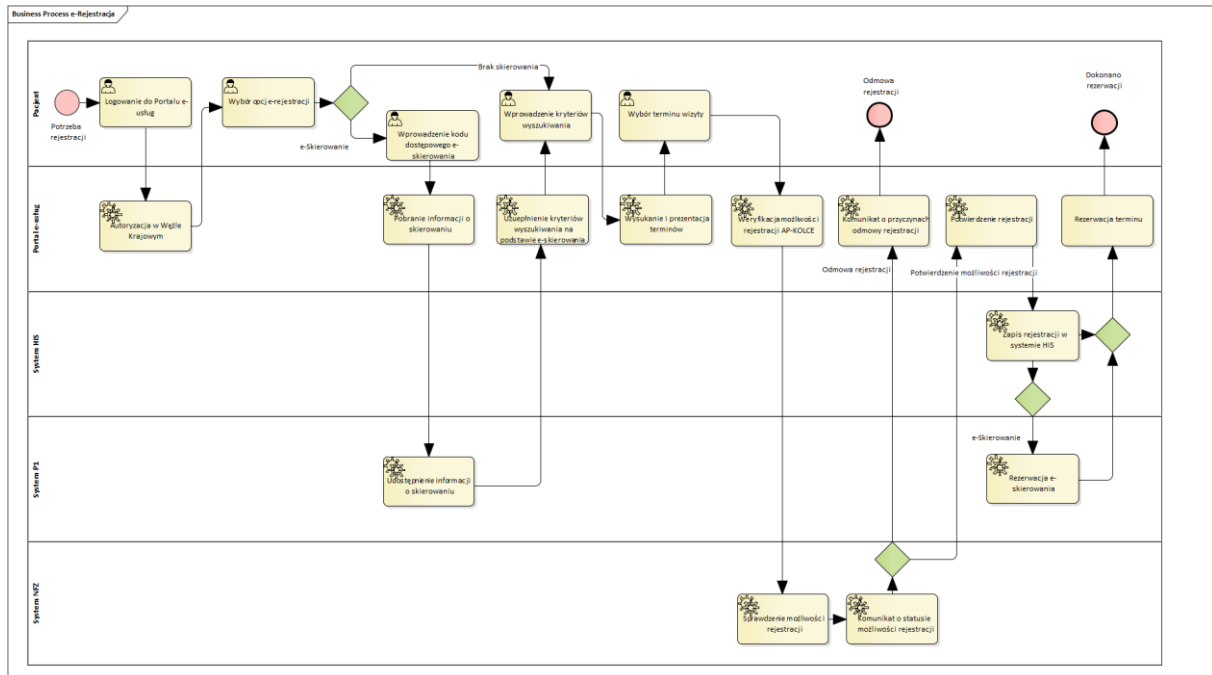 Business Process e-Rejestracja
Pacjent
Potrzeba
rejestracji
Logowanie do Portalu e-
usług
Wybór opcji e-rejestracji
Brak skierowania
e-Skierowanie
Wprowadzenie kodu
dostępowego e-
skierowania
Wprowadzenie kryteriów
wyszukiwania
Wybór terminu wizyty
Odmowa
rejestracji
Dokonano
rezerwacji
Portal e-usług
Autoryzacja w Węźle
Krajowym
Pobranie informacji o
skierowaniu
Uzuepłnienie kryteriów
wyszukiwania na
podstawie e-skierowania
Wysukanie i prezentacja
terminów
Weryfikacja możliwości
rejestracji AP-KOLCE
Komunikat o przyczynach
odmowy rejestracji
Potwierdzenie rejestracji
Rezerwacja terminu
Odmowa rejestracji
Potwierdzenie możliwości rejestracji
System HIS
Zapis rejestracji w
systemie HIS
System P1
Udostępnienie informacji
o skierowaniu
e-Skierowanie
Rezerwacja e-
skierowania
System NFZ
Sprawdzenie możliwości
rejestracji
Komunikat o statusie
możliwości rejestracji